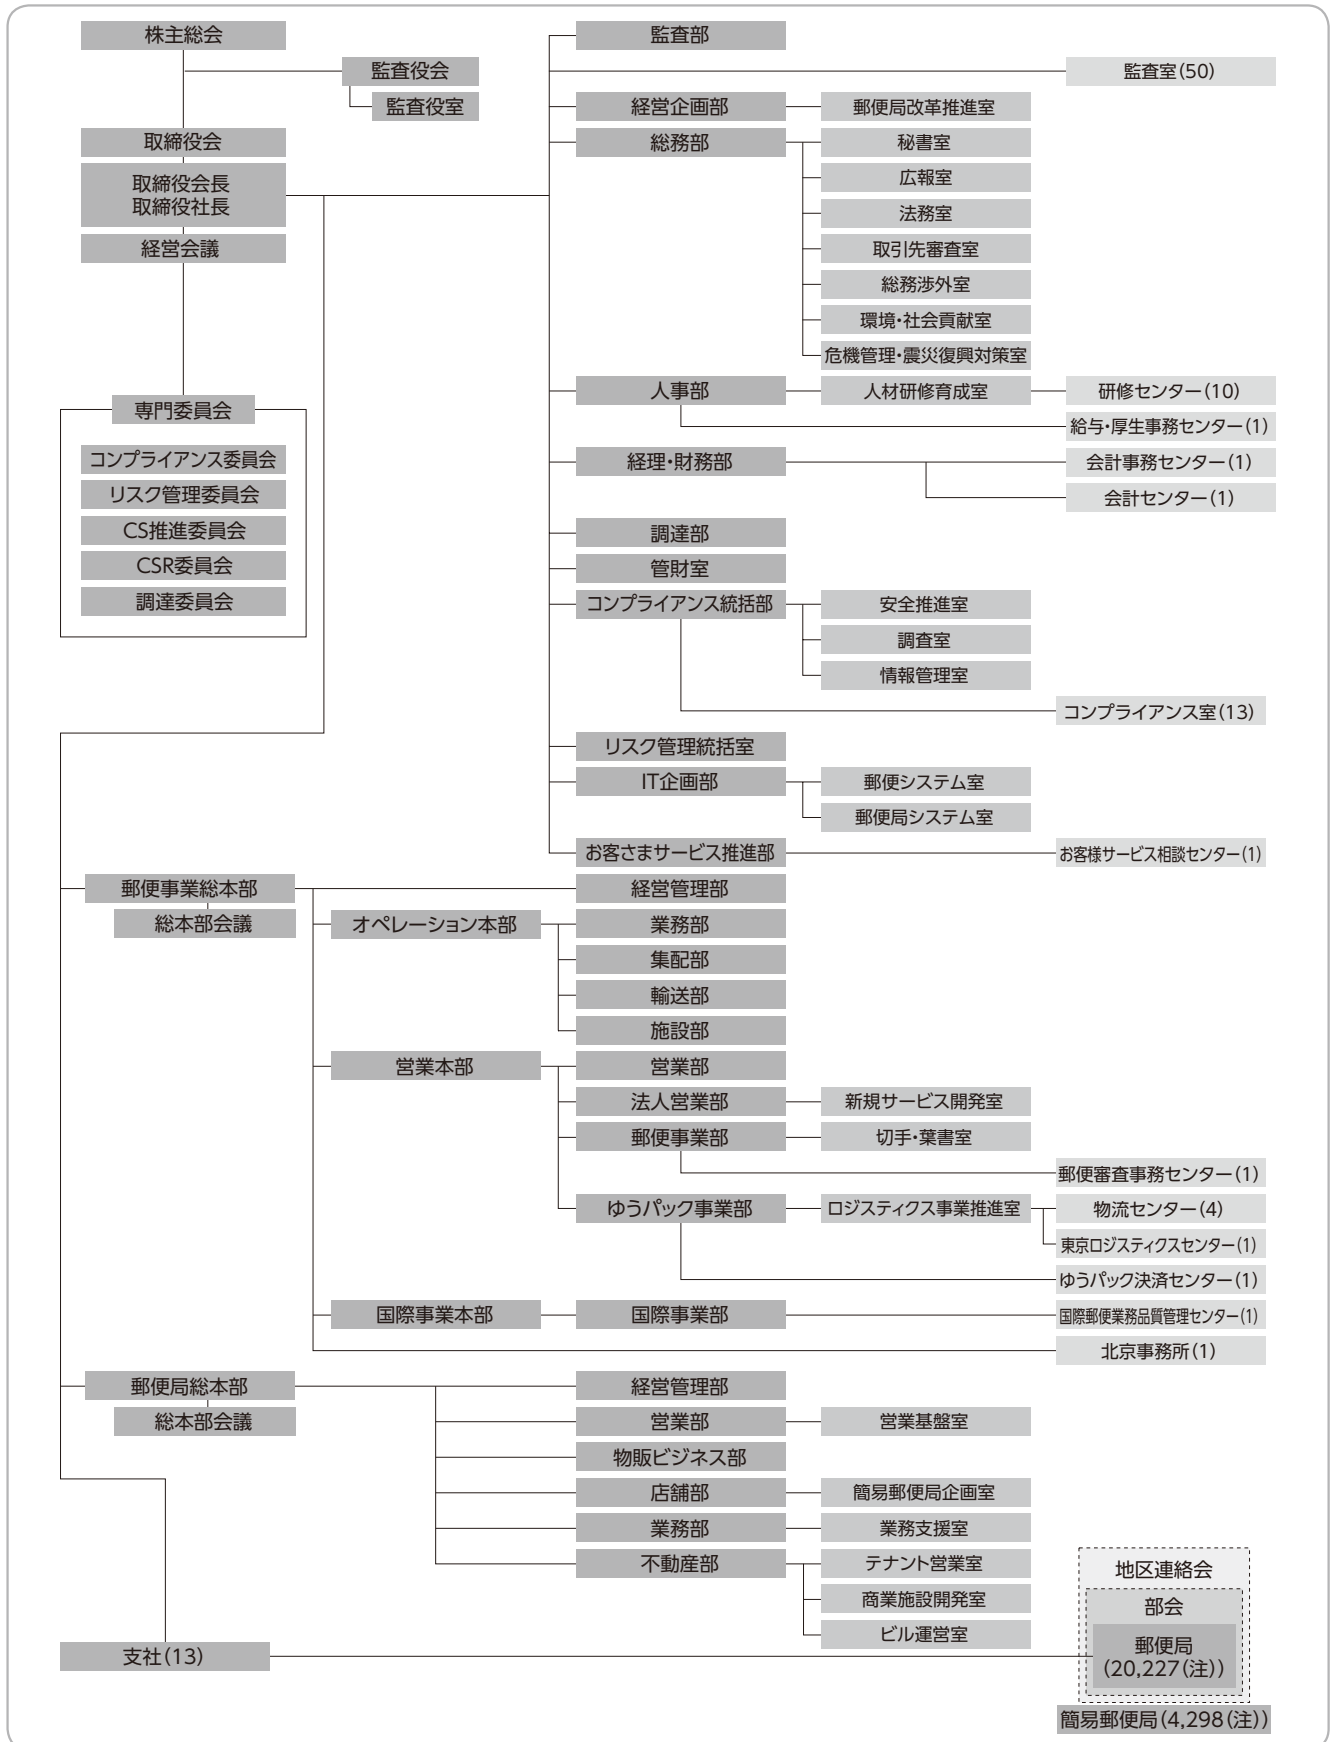 株主総会
監査役会
監査役室
取締役会
取締役会長
取締役社長
経営会議
専門委員会
コンプライアンス委員会
リスク管理委員会
CS推進委員会
CSR委員会
調達委員会
監査部
監査室(50)
経営企画部
郵便局改革推進室
総務部
秘書室
広報室
法務室
取引先審査室
総務渉外室
環境・社会貢献室
危機管理・震災復興対策室
人事部
人材研修育成室
研修センター(10)
給与・厚生事務センター(1)
経理・財務部
会計事務センター(1)
会計センター(1)
調達部
管財室
コンプライアンス統括部
安全推進室
調査室
情報管理室
コンプライアンス室(13)
リスク管理統括室
IT企画部
郵便システム室
郵便局システム室
お客さまサービス推進部
お客様サービス相談センター(1)
郵便事業総本部
総本部会議
経営管理部
オペレーション本部
業務部
集配部
輸送部
施設部
営業本部
営業部
法人営業部
新規サービス開発室
郵便事業部
切手・葉書室
郵便審査事務センター(1)
ゆうパック事業部
ロジスティクス事業推進室
物流センター(4)
東京ロジスティクスセンター(1)
ゆうパック決済センター(1)
国際事業本部
国際事業部
国際郵便業務品質管理センター(1)
北京事務所(1)
郵便局総本部
総本部会議
経営管理部
営業部
営業基盤室
物販ビジネス部
店舗部
簡易郵便局企画室
業務部
業務支援室
不動産部
テナント営業室
商業施設開発室
ビル運営室
支社(13)
地区連絡会
部会
郵便局
(20,227(注))
簡易郵便局(4,298(注))